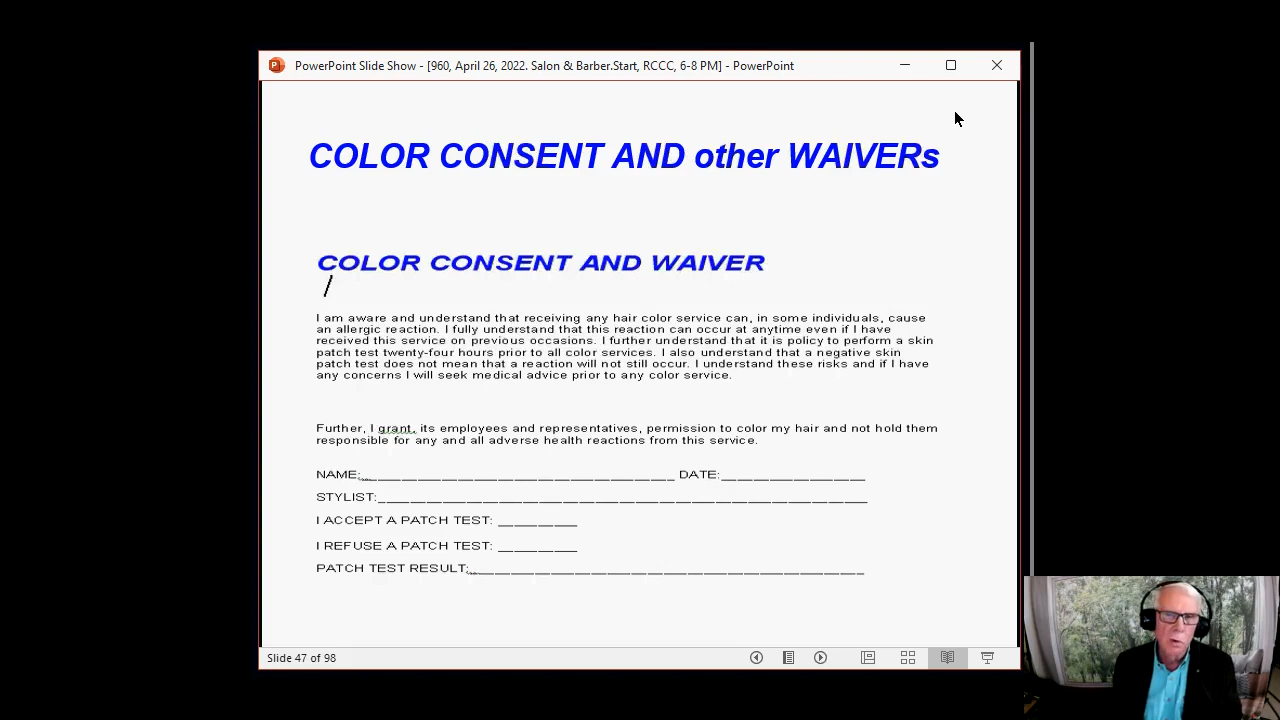 PowerPoint Slide Show - [960, April 26, 2022. Salon & Barber.Start, RCCC, 6-8 PM] - PowerPoint
COLOR CONSENT AND other WAIVERs
COLOR CONSENT AND WAIVER
/
I am aware and understand that receiving any hair color service can, in some individuals, cause
an allergic reaction. I fully understand that this reaction can occur at anytime even if I have
received this service on previous occasions. I further understand that it is policy to perform a skin
patch test twenty-four hours prior to all color services. I also understand that a negative skin
patch test does not mean that a reaction will not still occur. I understand these risks and if I have
any concerns I will seek medical advice prior to any color service.
Further, I grant, its employees and representatives, permission to color my hair and not hold them
responsible for any and all adverse health reactions from this service.
NAME:____________________ DATE:_________
STYLIST:_______________________________
I ACCEPT A PATCH TEST: _____
I REFUSE A PATCH TEST: _____
PATCH TEST RESULT:_________________________
Slide 47 of 98